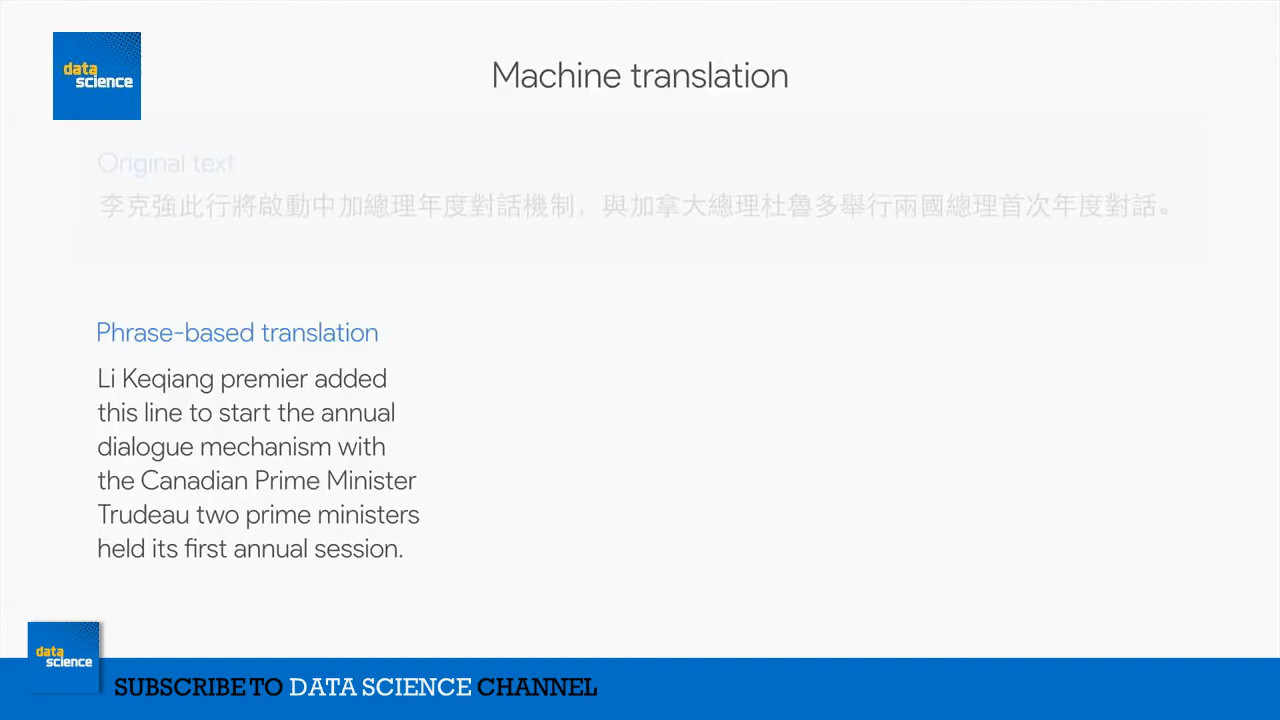 data
science
Machine translation
Original text
李克強此行將啟動中加總理年度對話機制，與加拿大總理杜魯多舉行兩國總理首次年度對話。
Phrase-based translation
Li Keqiang premier added
this line to start the annual
dialogue mechanism with
the Canadian Prime Minister
Trudeau two prime ministers
held its first annual session.
data
science
SUBSCRIBE TO DATA SCIENCE CHANNEL